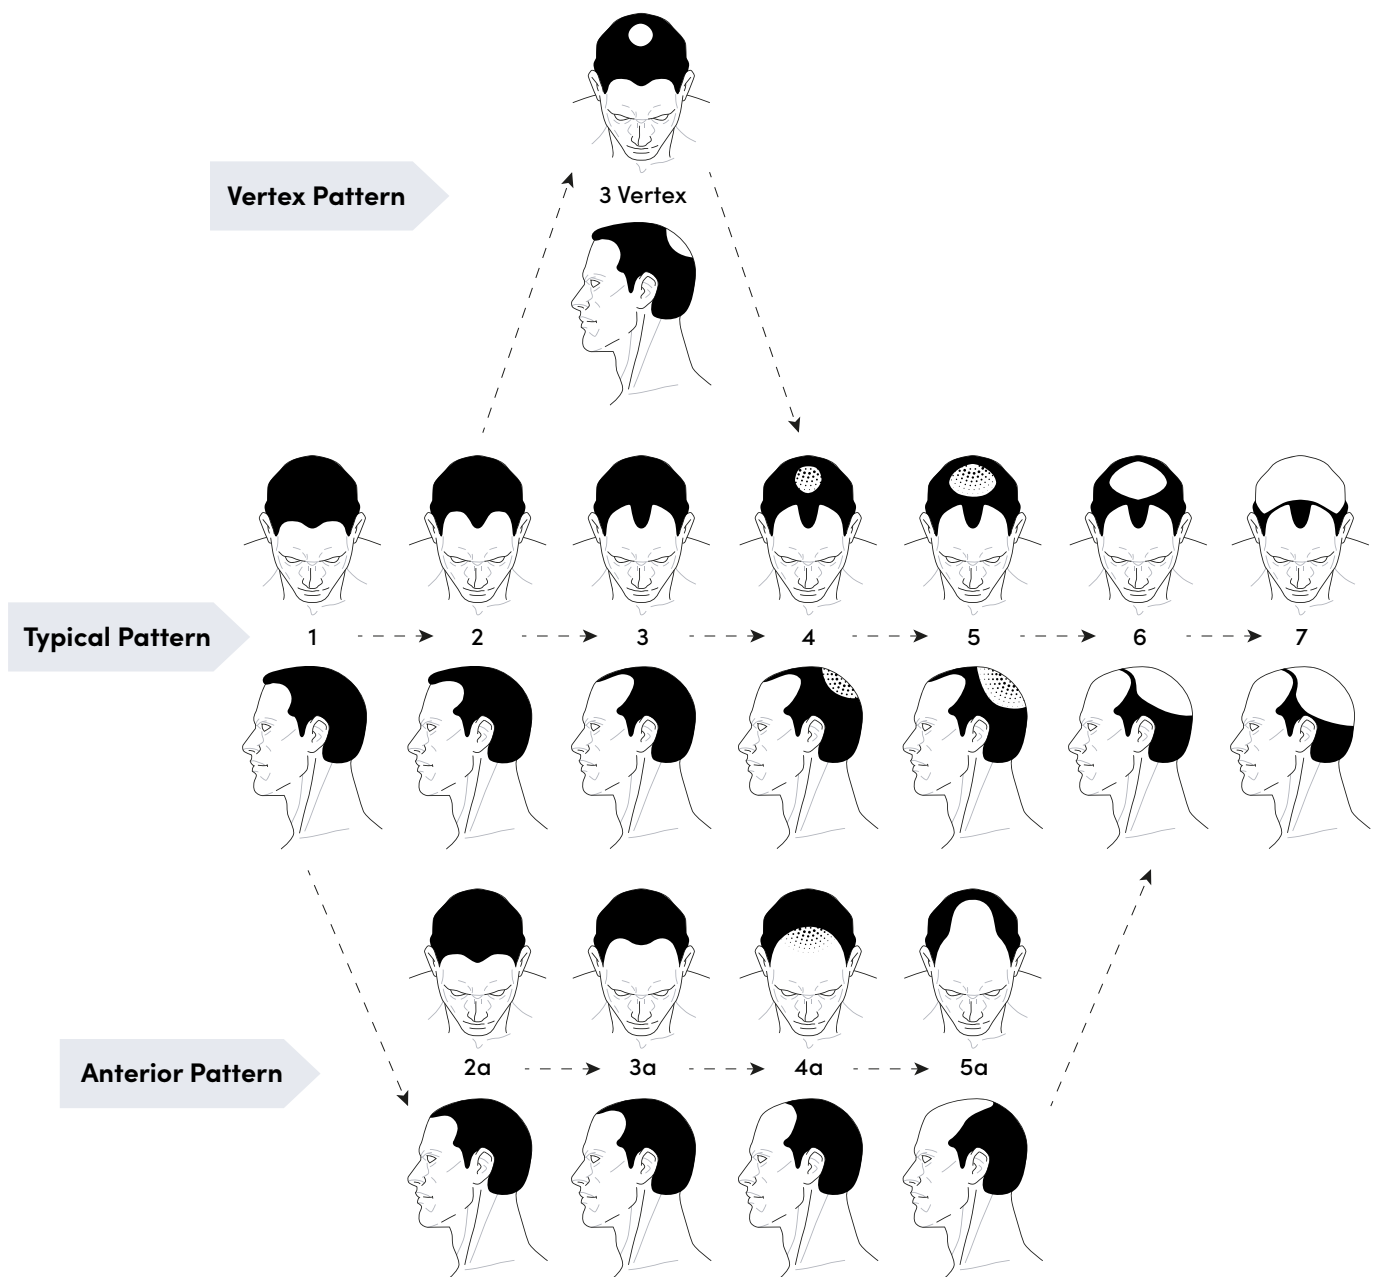 Vertex Pattern
3 Vertex
Typical Pattern
1 2 3 4 5 6 7
Anterior Pattern
2a 3a 4a 5a